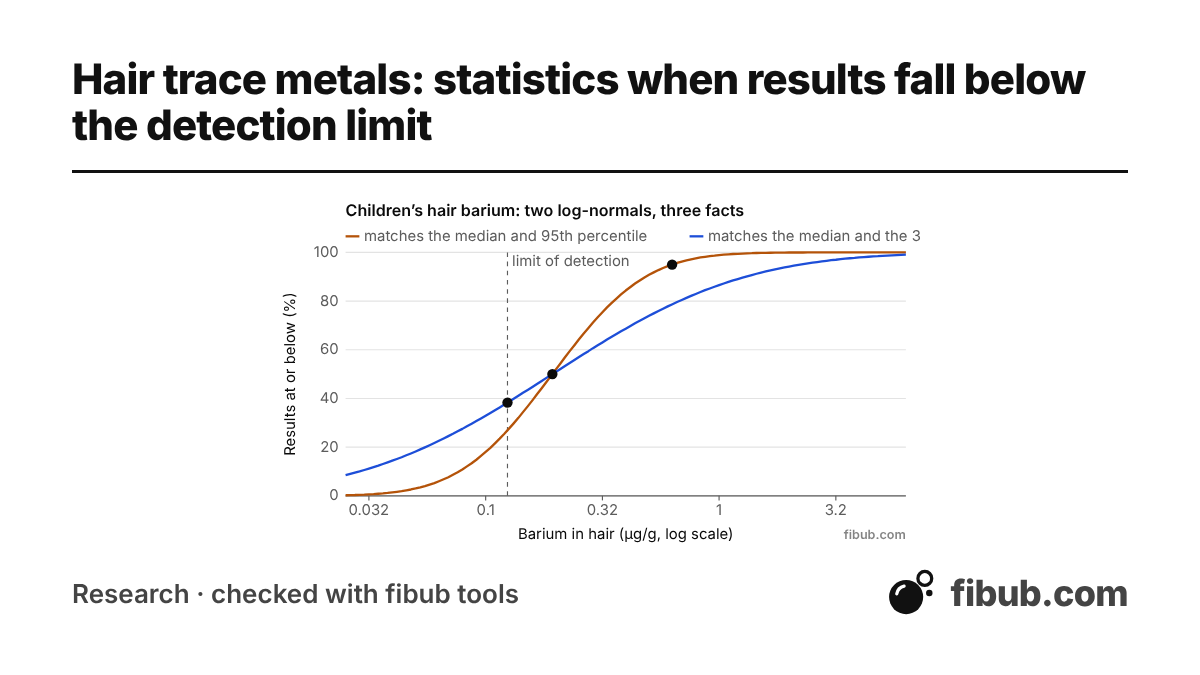 Hair trace metals: statistics when results fall below
the detection limit
Children’s hair barium: two log-normals, three facts
matches the median and 95th percentile
matches the median and the 3
100
limit of detection
80
60
40
20
0
Results at or below (%)
0.032
0.1
0.32
1
3.2
Barium in hair (µg/g, log scale)
fibub.com
Research · checked with fibub tools
fibub.com